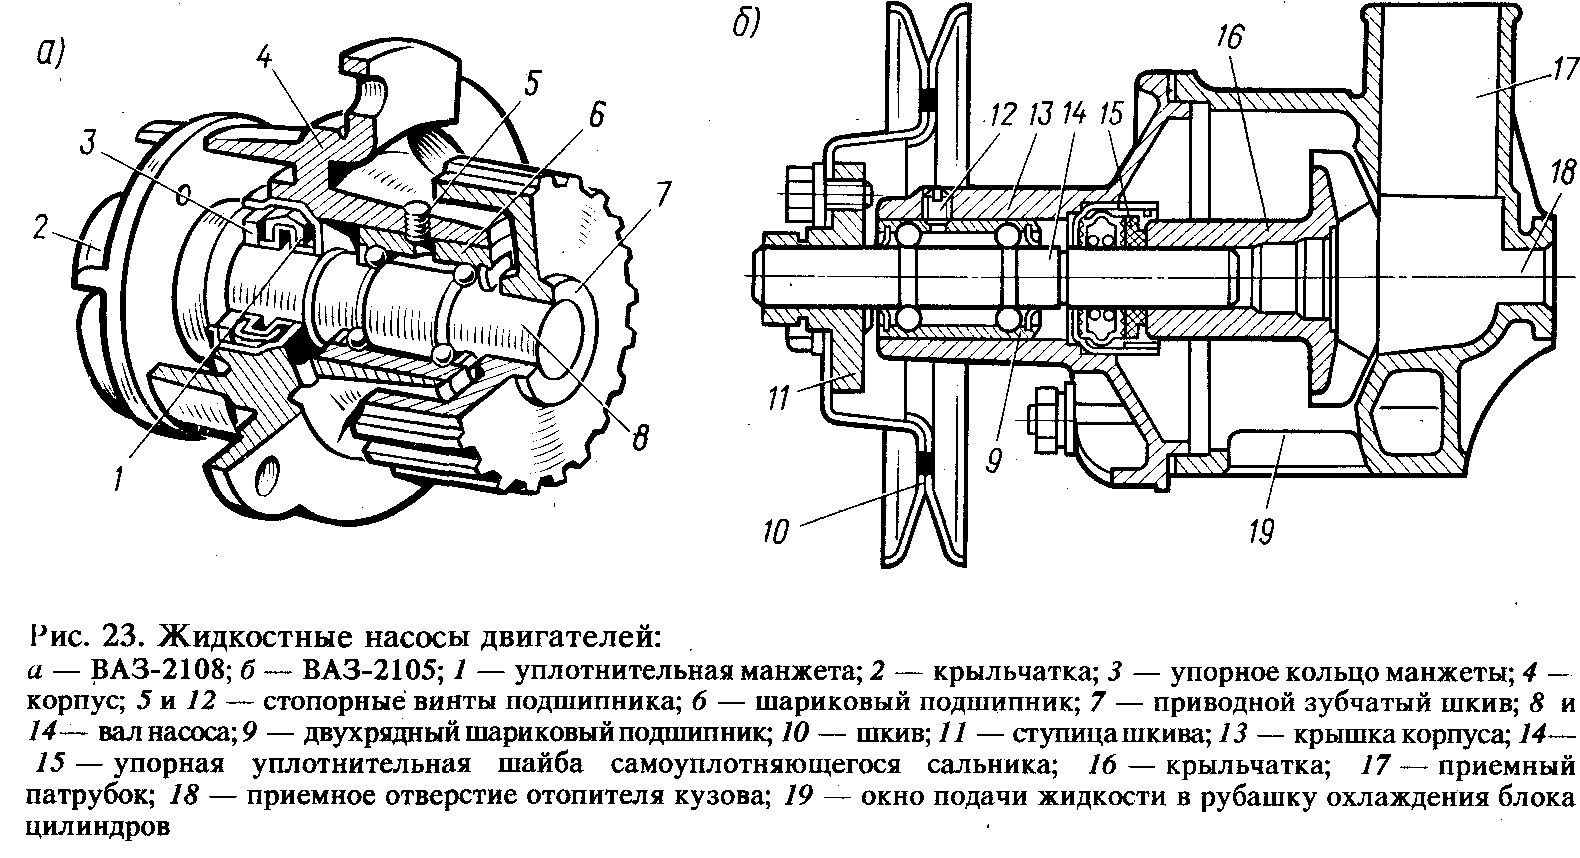 а)
4
5
6
3
7
2
8
1
б)
16
17
12 13 14 15
18
11
9
10
19
Рис. 23. Жидкостные насосы двигателей:
а — ВАЗ-2108; б — ВАЗ-2105; 1 — уплотнительная манжета; 2 — крыльчатка; 3 — упорное кольцо манжеты; 4 —
корпус; 5 и 12 — стопорные винты подшипника; 6 — шариковый подшипник; 7 — приводной зубчатый шкив; 8 и
14— вал насоса; 9 — двухрядный шариковый подшипник; 10 — шкив; 11 — ступица шкива; 13 — крышка корпуса; 14—
15 — упорная уплотнительная шайба самоуплотняющегося сальника; 16 — крыльчатка; 17 — приемный
патрубок; 18 — приемное отверстие отопителя кузова; 19 — окно подачи жидкости в рубашку охлаждения блока
цилиндров